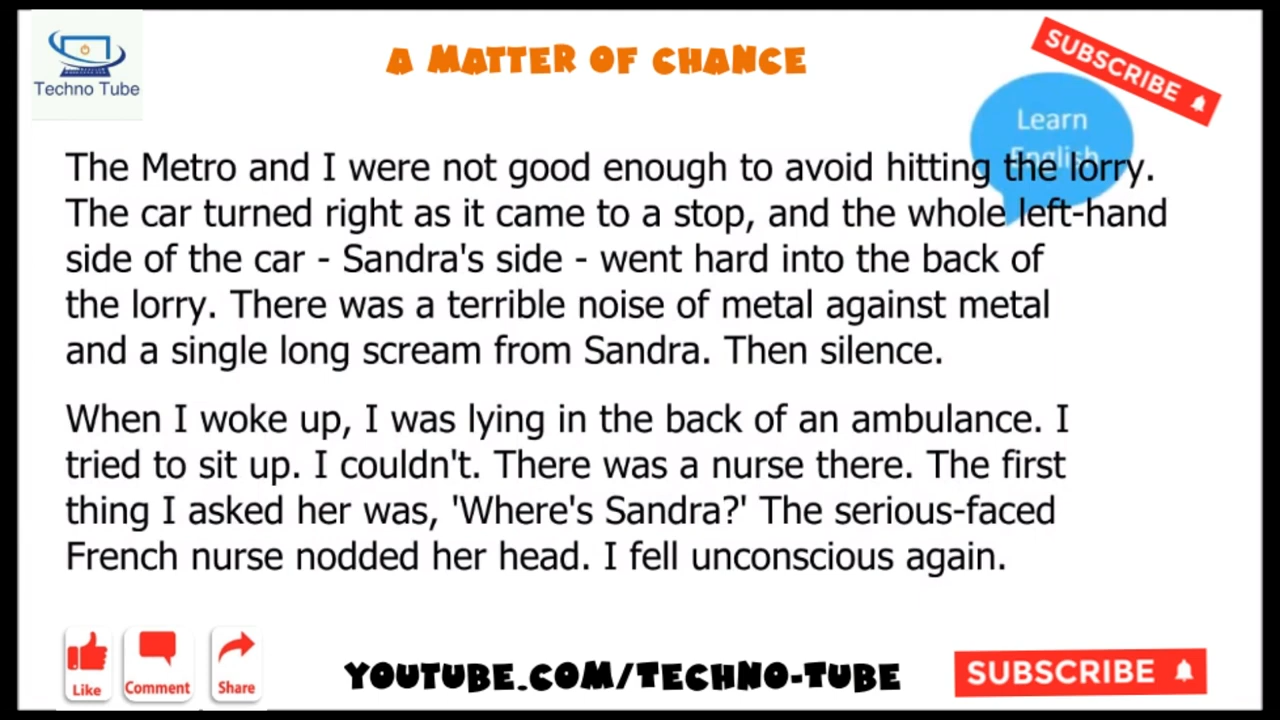 A MATTER OF CHANCE
SUBSCRIBE
Techno Tube
Learn
English
The Metro and I were not good enough to avoid hitting the lorry.
The car turned right as it came to a stop, and the whole left-hand
side of the car - Sandra's side - went hard into the back of
the lorry. There was a terrible noise of metal against metal
and a single long scream from Sandra. Then silence.
When I woke up, I was lying in the back of an ambulance. I
tried to sit up. I couldn't. There was a nurse there. The first
thing I asked her was, 'Where's Sandra?' The serious-faced
French nurse nodded her head. I fell unconscious again.
Like
Comment
Share
YOUTUBE.COM/TECHNO-TUBE
SUBSCRIBE